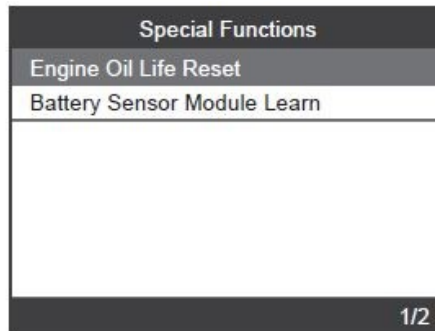 Special Functions
Engine Oil Life Reset
Battery Sensor Module Learn
1/2